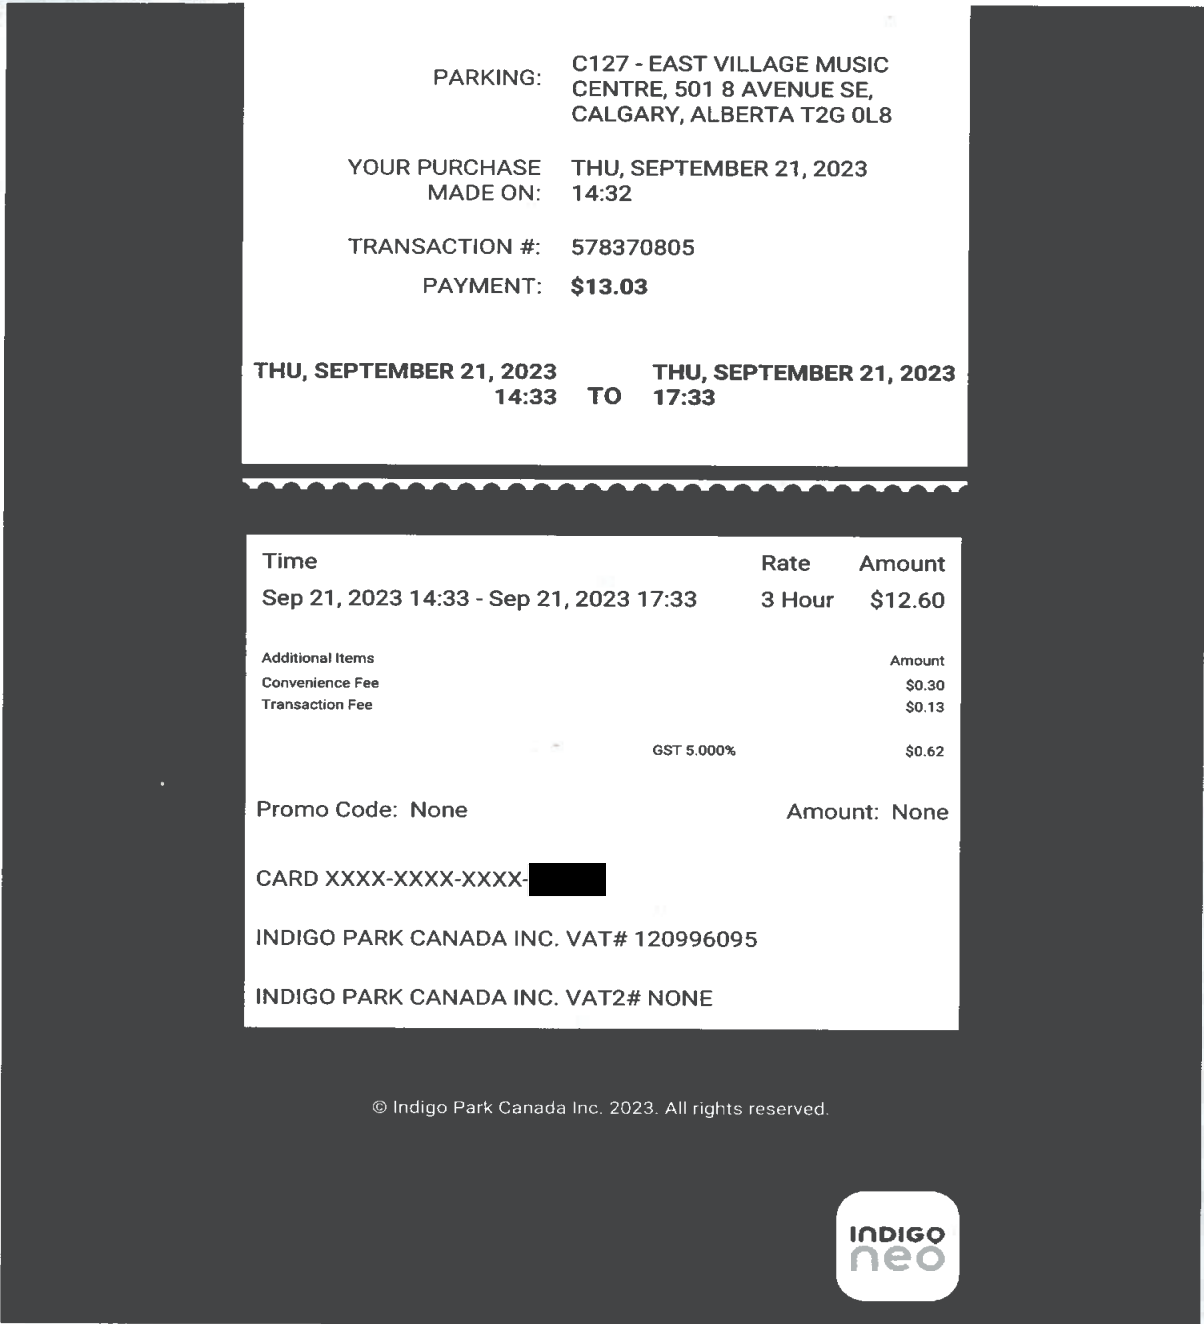 PARKING:
C127 - EAST VILLAGE MUSIC
CENTRE, 501 8 AVENUE SE,
CALGARY, ALBERTA T2G 0L8
YOUR PURCHASE
MADE ON:
THU, SEPTEMBER 21, 2023
14:32
TRANSACTION #: 578370805
PAYMENT: $13.03
THU, SEPTEMBER 21, 2023
14:33
TO
THU, SEPTEMBER 21, 2023
17:33
Time Rate Amount
Sep 21, 2023 14:33 - Sep 21, 2023 17:33 3 Hour $12.60
Additional Items Amount
Convenience Fee $0.30
Transaction Fee $0.13
GST 5.000% $0.62
Promo Code: None Amount: None
CARD XXXX-XXXX-XXXX-
INDIGO PARK CANADA INC. VAT# 120996095
INDIGO PARK CANADA INC. VAT2# NONE
© Indigo Park Canada Inc. 2023. All rights reserved.
INDIGO
neo